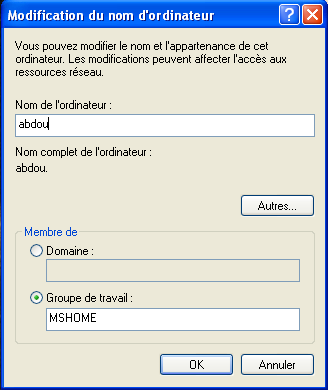 Modification du nom d'ordinateur
Vous pouvez modifier le nom et l'appartenance de cet
ordinateur. Les modifications peuvent affecter l'accès aux
ressources réseau.
Nom de l'ordinateur :
abdou
Nom complet de l'ordinateur :
abdou.
Autres...
Membre de
Domaine :
Groupe de travail :
MSHOME
OK
Annuler